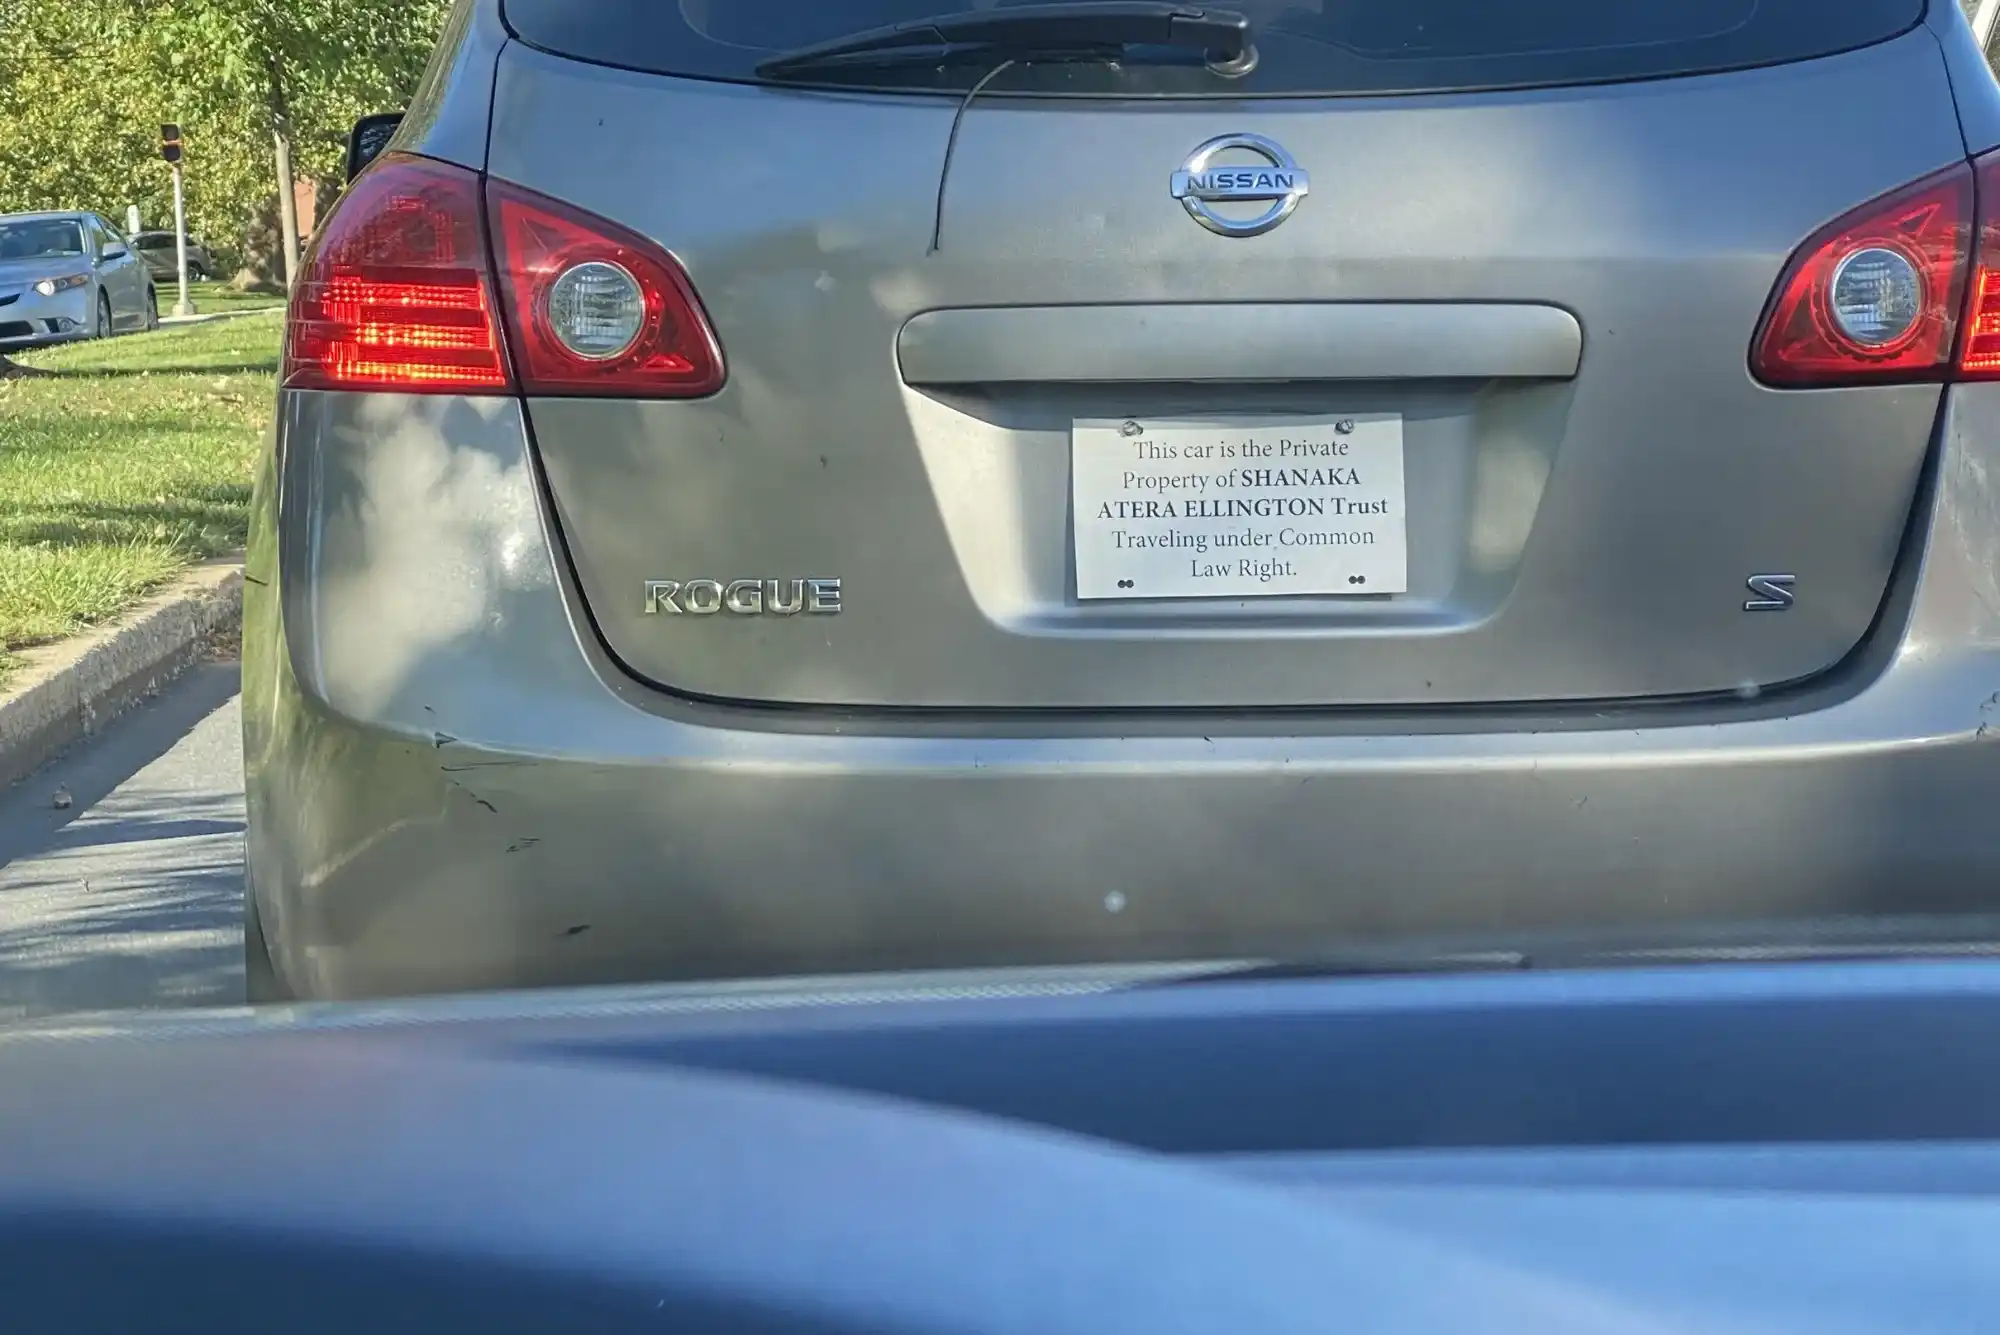 NISSAN
This car is the Private
Property of SHANAKA
ATERA ELLINGTON Trust
Traveling under Common
Law Right.
ROGUE
S